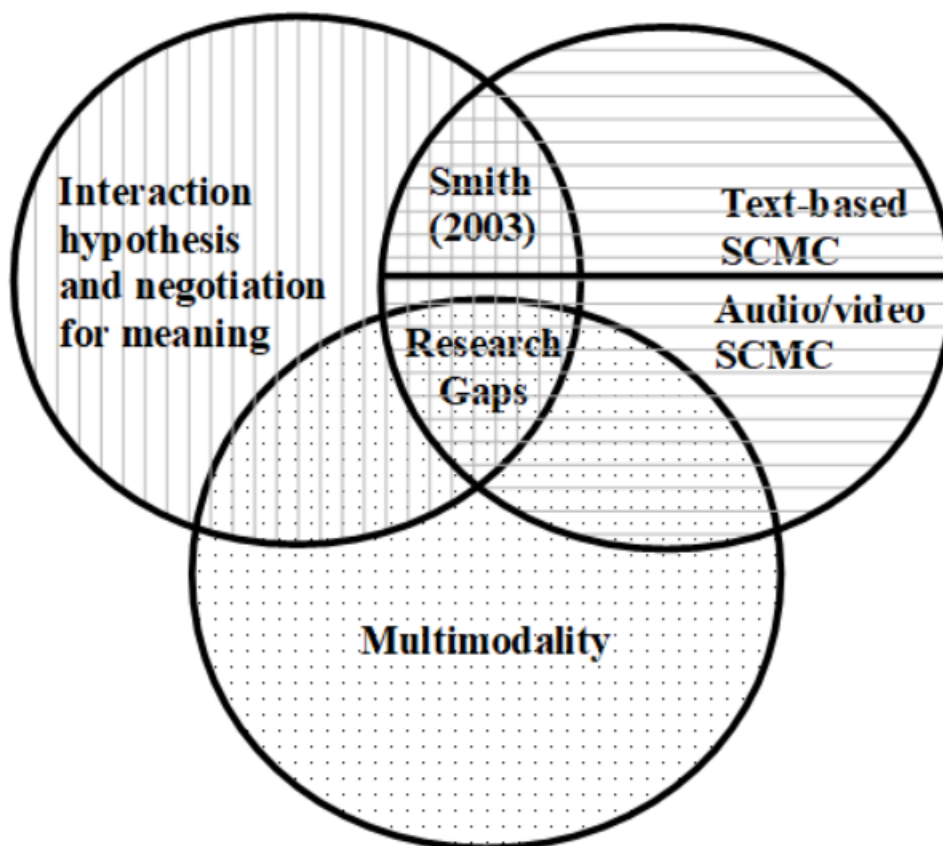 Interaction
hypothesis
and negotiation
for meaning
Smith
(2003)
Text-based
SCMC
Audio/video
SCMC
Research
Gaps
Multimodality